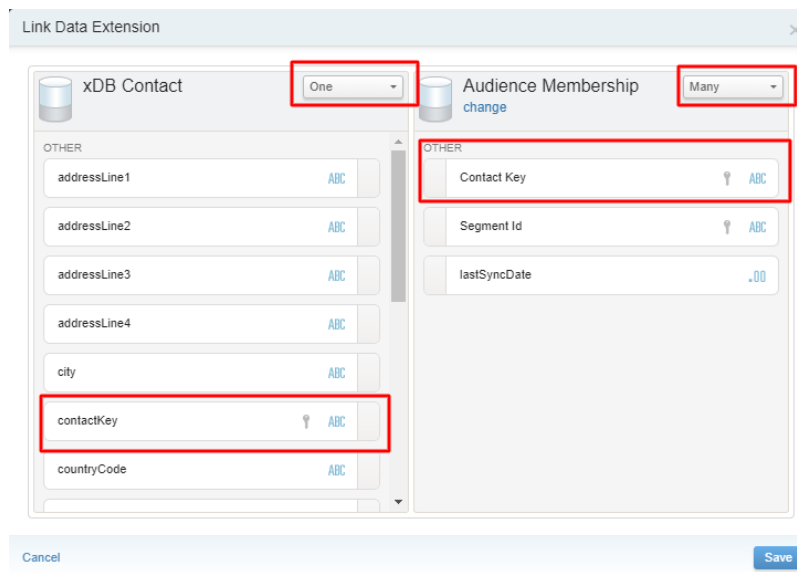 Link Data Extension
xDB Contact
One
OTHER
addressLine1 ABC
addressLine2 ABC
addressLine3 ABC
addressLine4 ABC
city ABC
contactKey ABC
countryCode ABC
Audience Membership
change
Many
OTHER
Contact Key ABC
Segment Id ABC
lastSyncDate .00
Cancel
Save